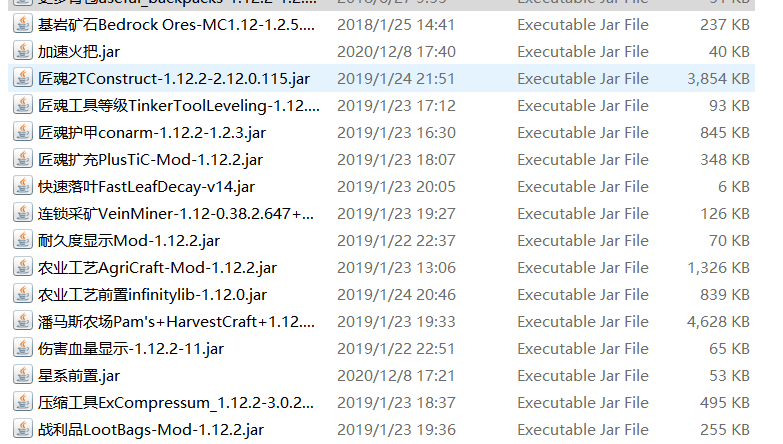 基岩矿石Bedrock Ores-MC1.12-1.2.5.... 2018/1/25 14:41 Executable Jar File 237 KB
加速火把.jar 2020/12/8 17:40 Executable Jar File 40 KB
匠魂2TConstruct-1.12.2-2.12.0.115.jar 2019/1/24 21:51 Executable Jar File 3,854 KB
匠魂工具等级TinkerToolLeveling-1.12.... 2019/1/23 17:12 Executable Jar File 93 KB
匠魂护甲conarm-1.12.2-1.2.3.jar 2019/1/23 16:30 Executable Jar File 845 KB
匠魂扩充PlusTiC-Mod-1.12.2.jar 2019/1/23 18:07 Executable Jar File 348 KB
快速落叶FastLeafDecay-v14.jar 2019/1/23 20:05 Executable Jar File 6 KB
连锁采矿VeinMiner-1.12-0.38.2.647+... 2019/1/23 19:27 Executable Jar File 126 KB
耐久度显示Mod-1.12.2.jar 2019/1/22 22:37 Executable Jar File 70 KB
农业工艺AgriCraft-Mod-1.12.2.jar 2019/1/23 13:06 Executable Jar File 1,326 KB
农业工艺前置infinitylib-1.12.0.jar 2019/1/24 20:46 Executable Jar File 839 KB
潘马斯农场Pam's+HarvestCraft+1.12.... 2019/1/23 19:33 Executable Jar File 4,628 KB
伤害血量显示-1.12.2-11.jar 2019/1/22 22:51 Executable Jar File 65 KB
星系前置.jar 2020/12/8 17:21 Executable Jar File 53 KB
压缩工具ExCompressum_1.12.2-3.0.2... 2019/1/23 18:37 Executable Jar File 495 KB
战利品LootBags-Mod-1.12.2.jar 2019/1/23 19:36 Executable Jar File 255 KB